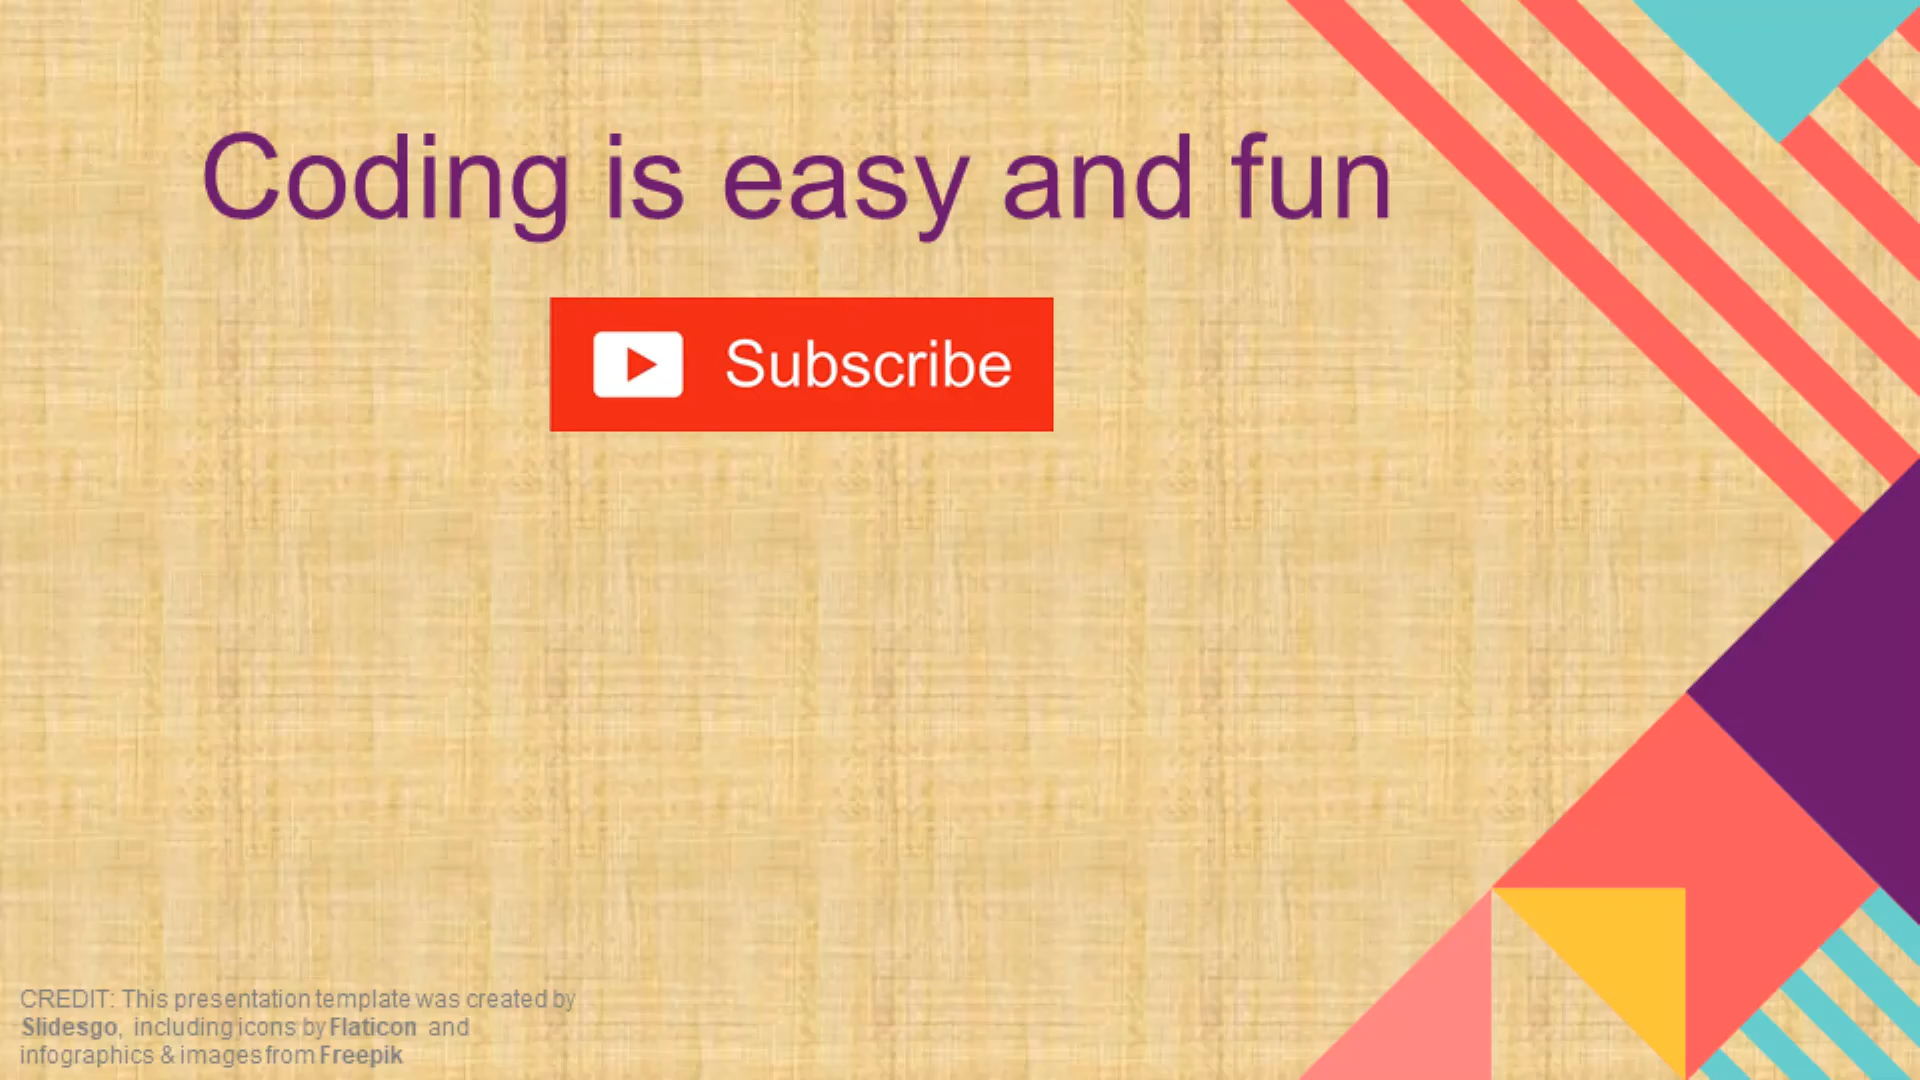 Coding is easy and fun
Subscribe
CREDIT: This presentation template was created by
Slidesgo, including icons by Flaticon and
infographics & images from Freepik